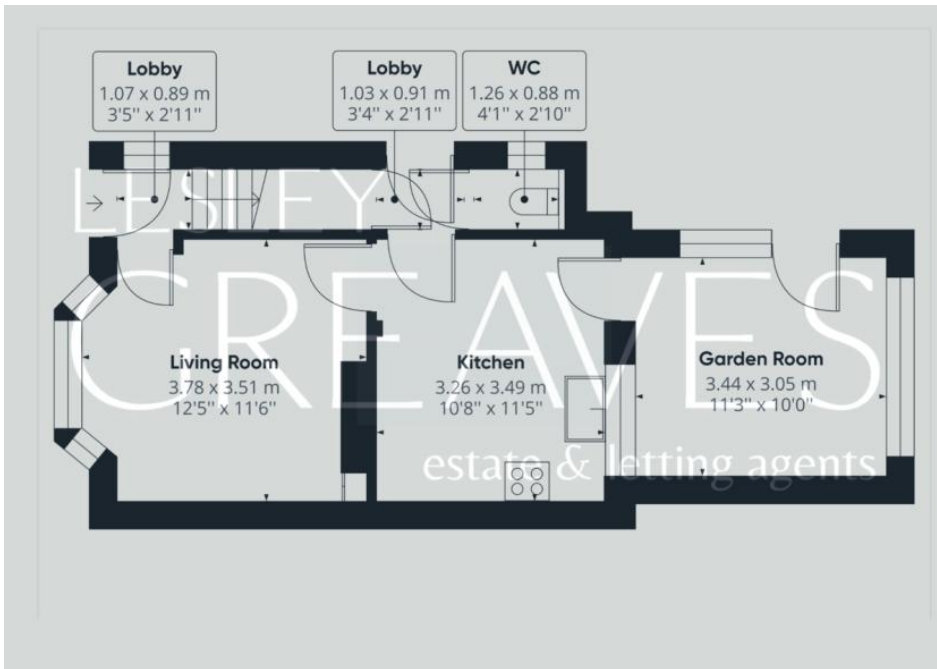 Lobby
1.07 x 0.89 m
3'5" x 2'11"
Lobby
1.03 x 0.91 m
3'4" x 2'11"
WC
1.26 x 0.88 m
4'1" x 2'10"
LESLEY
GREAVES
estate & letting agents
Living Room
3.78 x 3.51 m
12'5" x 11'6"
Kitchen
3.26 x 3.49 m
10'8" x 11'5"
Garden Room
3.44 x 3.05 m
11'3" x 10'0"